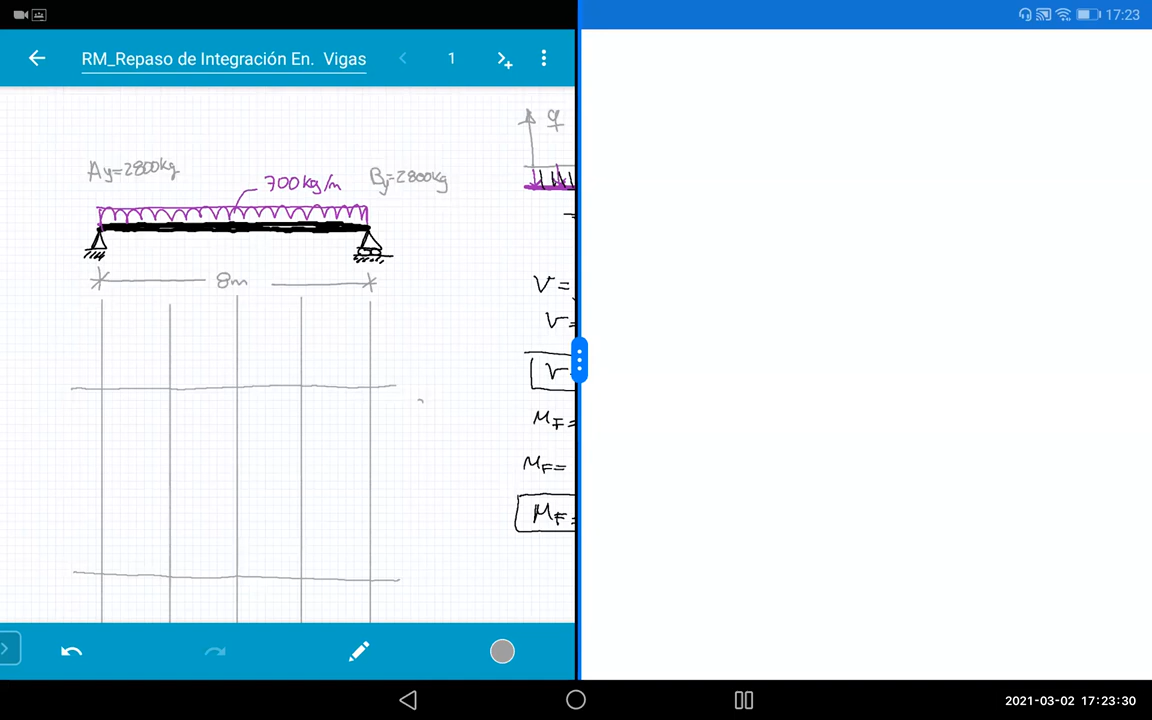 17:23
RM_Repaso de Integración En. Vigas
1
Ay=2800kg
700kg/m
By=2800kg
8m
q
V=
V=
V
MF=
MF=
MF=
2021-03-02 17:23:30